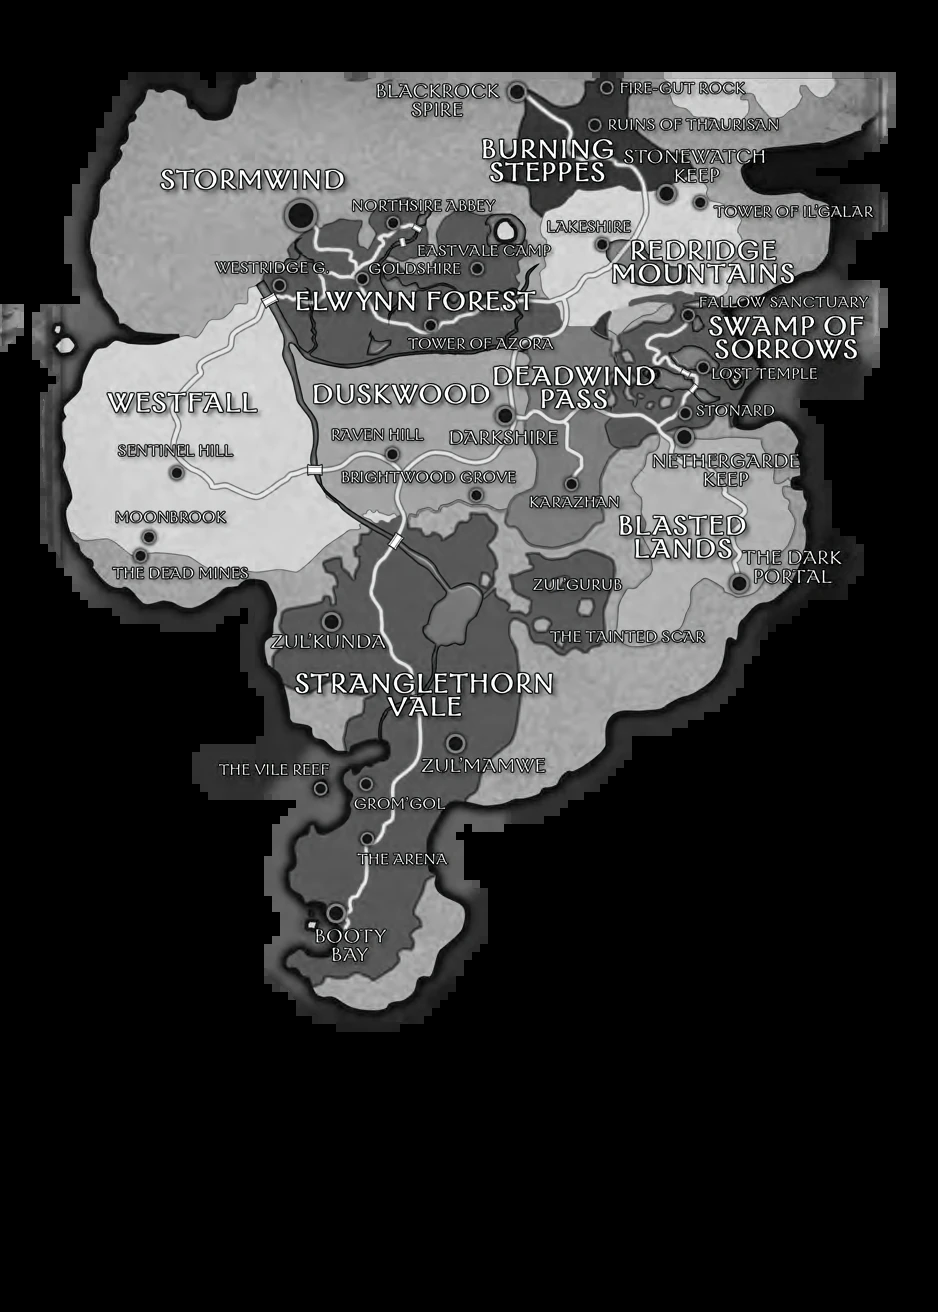 BLACKROCK
SPIRE
FIRE-GUT ROCK
RUINS OF THAURISAN
BURNING
STEPPES
STONEWATCH
KEEP
STORMWIND
NORTHSIRE ABBEY
TOWER OF IL'GALAR
LAKESHIRE
EASTVALE CAMP
REDRIDGE
MOUNTAINS
WESTRIDGE G.
GOLDSHIRE
ELWYNN FOREST
FALLOW SANCTUARY
SWAMP OF
SORROWS
TOWER OF AZORA
LOST TEMPLE
DEADWIND
PASS
DUSKWOOD
WESTFALL
STONARD
RAVEN HILL
DARKSHIRE
SENTINEL HILL
NETHERGARDE
KEEP
BRIGHTWOOD GROVE
KARAZHAN
MOONBROOK
BLASTED
LANDS
THE DARK
PORTAL
THE DEAD MINES
ZUL'GURUB
ZUL'KUNDA
THE TAINTED SCAR
STRANGLETHORN
VALE
THE VILE REEF
ZUL'MAMWE
GROM'GOL
THE ARENA
BOOTY
BAY